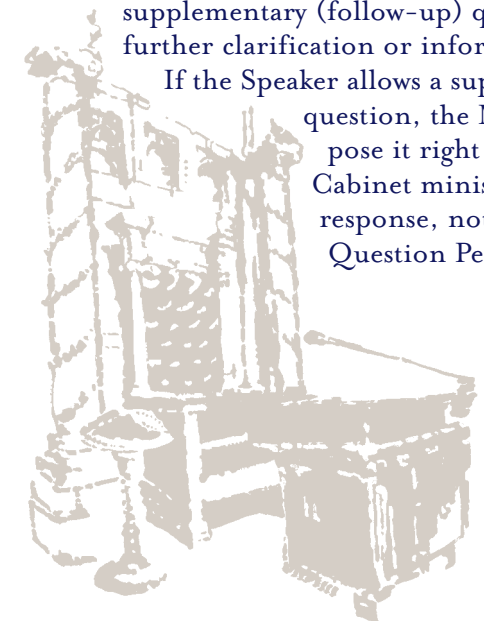 supplementary (follow-up) q
further clarification or infor
If the Speaker allows a sup
question, the
pose it right
Cabinet minis
response, no
Question Pe